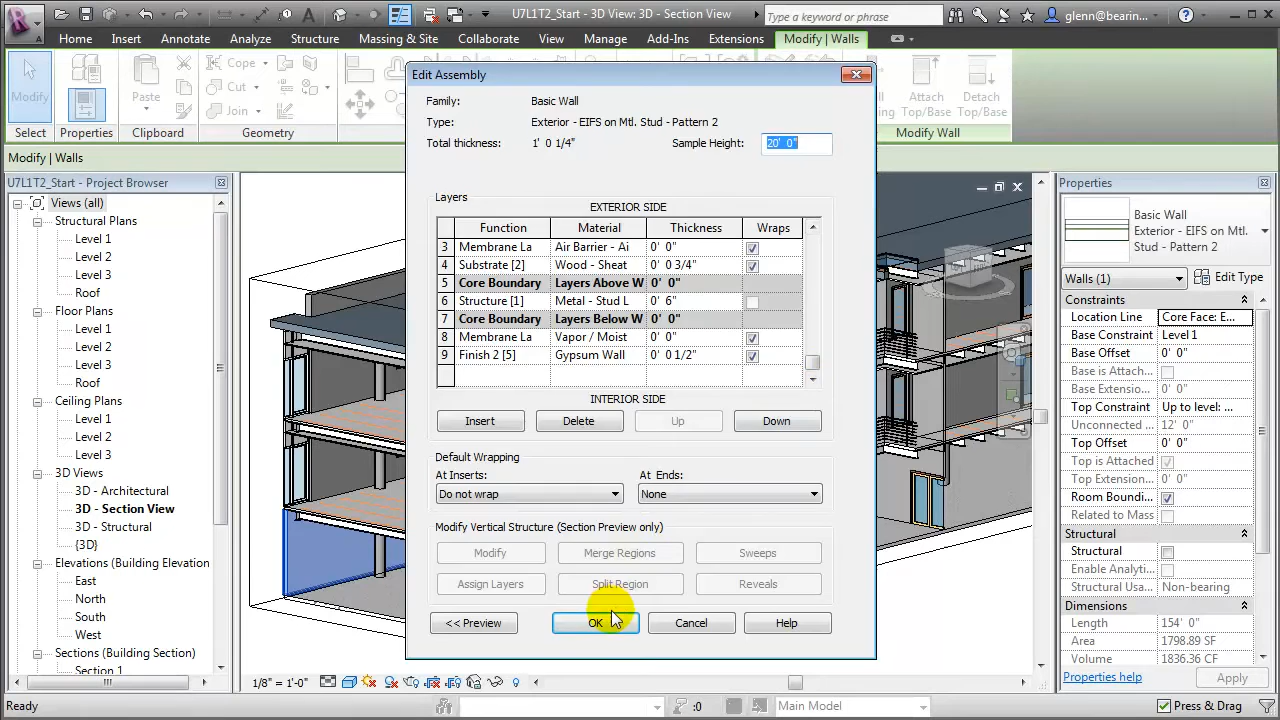 U7L1T2_Start - 3D View: 3D - Section View
Type a keyword or phrase
glenn@bearin...
Home Insert Annotate Analyze Structure Massing & Site Collaborate View Manage Add-Ins Extensions Modify | Walls
Modify
Paste
Cope
Cut
Join
Attach Top/Base
Detach Top/Base
Select Properties Clipboard Geometry Modify Wall
Modify | Walls
U7L1T2_Start - Project Browser
Views (all)
Structural Plans
Level 1
Level 2
Level 3
Roof
Floor Plans
Level 1
Level 2
Level 3
Roof
Ceiling Plans
Level 1
Level 2
Level 3
3D Views
3D - Architectural
3D - Section View
3D - Structural
{3D}
Elevations (Building Elevation
East
North
South
West
Sections (Building Section)
Section 1
Edit Assembly
Family: Basic Wall
Type: Exterior - EIFS on Mtl. Stud - Pattern 2
Total thickness: 1' 0 1/4" Sample Height: 20' 0"
Layers
EXTERIOR SIDE
Function Material Thickness Wraps
3 Membrane La Air Barrier - Ai 0' 0"
4 Substrate [2] Wood - Sheat 0' 0 3/4"
5 Core Boundary Layers Above W 0' 0"
6 Structure [1] Metal - Stud L 0' 6"
7 Core Boundary Layers Below W 0' 0"
8 Membrane La Vapor / Moist 0' 0"
9 Finish 2 [5] Gypsum Wall 0' 0 1/2"
INTERIOR SIDE
Insert Delete Up Down
Default Wrapping
At Inserts: At Ends:
Do not wrap None
Modify Vertical Structure (Section Preview only)
Modify Merge Regions Sweeps
Assign Layers Split Region Reveals
<< Preview OK Cancel Help
Properties
Basic Wall
Exterior - EIFS on Mtl. Stud - Pattern 2
Walls (1) Edit Type
Constraints
Location Line Core Face: E...
Base Constraint Level 1
Base Offset 0' 0"
Base is Attach...
Base Extensio... 0' 0"
Top Constraint Up to level: ...
Unconnected ... 12' 0"
Top Offset 0' 0"
Top is Attached
Top Extension... 0' 0"
Room Boundi...
Related to Mass
Structural
Structural
Enable Analyti...
Structural Usa... Non-bearing
Dimensions
Length 154' 0"
Area 1798.89 SF
Volume 1836.36 CF
Properties help Apply
1/8" = 1'-0"
Ready
:0
Main Model
Press & Drag